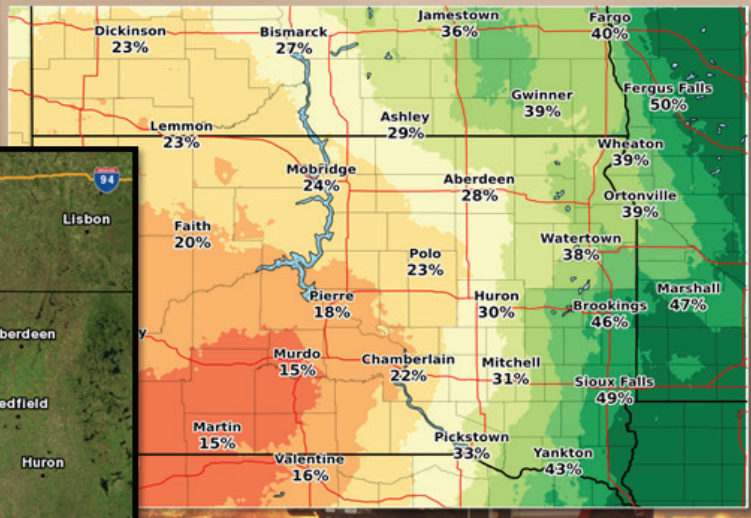 Dickinson
23%
Bismarck
27%
Jamestown
36%
Fargo
40%
Fergus Falls
50%
Gwinner
39%
Ashley
29%
Lemmon
23%
Wheaton
39%
Mobridge
24%
Aberdeen
28%
Ortonville
39%
Faith
20%
Watertown
38%
Polo
23%
Pierre
18%
Huron
30%
Brookings
46%
Marshall
47%
Murdo
15%
Chamberlain
22%
Mitchell
31%
Sioux Falls
49%
Martin
15%
Pickstown
33%
Yankton
43%
Valentine
16%
94
Lisbon
berdeen
edfield
Huron
y